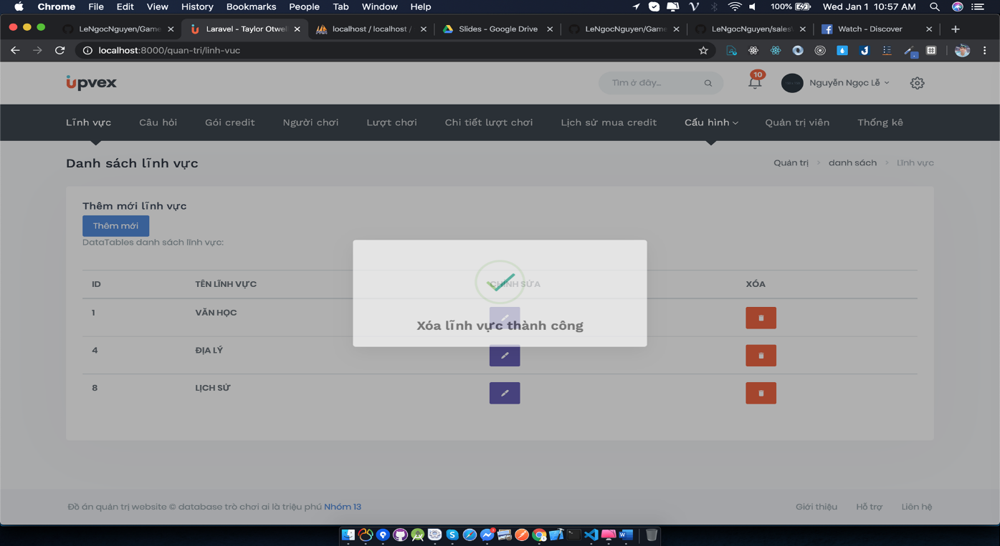 Chrome File Edit View History Bookmarks People Tab Window Help 100% Wed Jan 1 10:57 AM
LeNgocNguyen/Game Laravel - Taylor Otwel localhost / localhost / Slides - Google Drive LeNgocNguyen/Game LeNgocNguyen/sales Watch - Discover
localhost:8000/quan-tri/linh-vuc
upvex Tìm ở đây... 10 Nguyễn Ngọc Lễ
Lĩnh vực Câu hỏi Gói credit Người chơi Lượt chơi Chi tiết lượt chơi Lịch sử mua credit Cấu hình Quản trị viên Thống kê
Danh sách lĩnh vực Quản trị > danh sách > Lĩnh vực
Thêm mới lĩnh vực
Thêm mới
DataTables danh sách lĩnh vực:
ID TÊN LĨNH VỰC CHỈNH SỬA XÓA
1 VĂN HỌC
Xóa lĩnh vực thành công
4 ĐỊA LÝ
8 LỊCH SỬ
Đồ án quản trị website © database trò chơi ai là triệu phú Nhóm 13 Giới thiệu Hỗ trợ Liên hệ